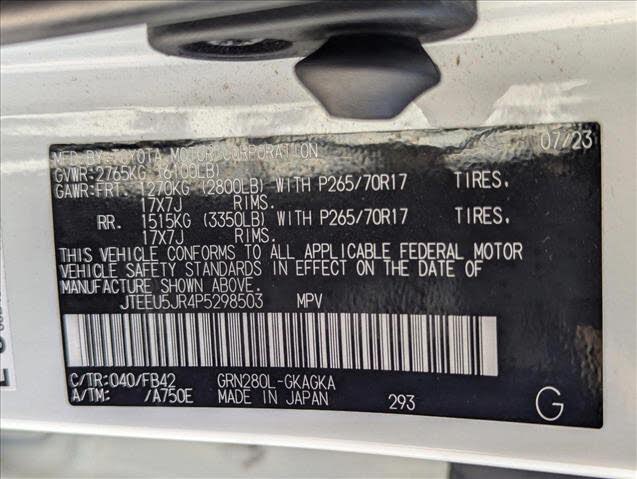 MFD BY: TOYOTA MOTOR CORPORATION 07/23
GVWR: 2765KG (6100LB)
GAWR: FRT. 1270KG (2800LB) WITH P265/70R17 TIRES,
17X7J RIMS.
RR. 1515KG (3350LB) WITH P265/70R17 TIRES,
17X7J RIMS.
THIS VEHICLE CONFORMS TO ALL APPLICABLE FEDERAL MOTOR
VEHICLE SAFETY STANDARDS IN EFFECT ON THE DATE OF
MANUFACTURE SHOWN ABOVE.
JTEEU5JR4P5298503 MPV
C/TR: 040/FB42 GRN280L-GKAGKA
A/TM: /A750E MADE IN JAPAN 293 G